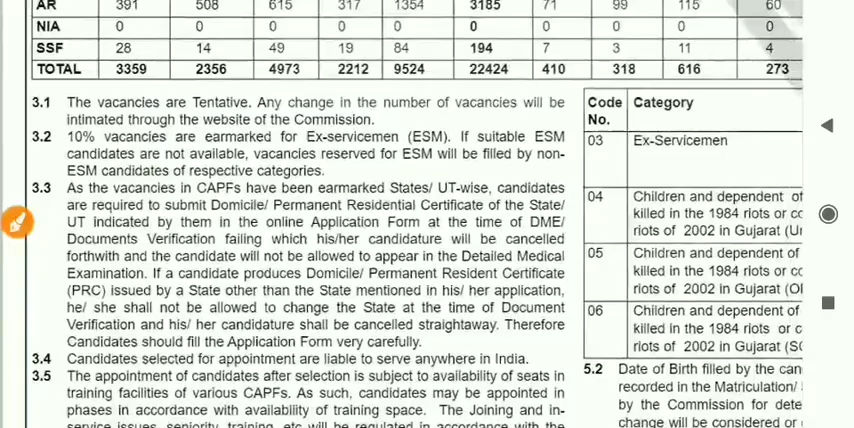 AR 391 508 615 317 1354 3185 71 99 115 60
NIA 0 0 0 0 0 0 0 0 0 0
SSF 28 14 49 19 84 194 7 3 11 4
TOTAL 3359 2356 4973 2212 9524 22424 410 318 616 273
3.1 The vacancies are Tentative. Any change in the number of vacancies will be
intimated through the website of the Commission.
3.2 10% vacancies are earmarked for Ex-servicemen (ESM). If suitable ESM
candidates are not available, vacancies reserved for ESM will be filled by non-
ESM candidates of respective categories.
3.3 As the vacancies in CAPFs have been earmarked States/ UT-wise, candidates
are required to submit Domicile/ Permanent Residential Certificate of the State/
UT indicated by them in the online Application Form at the time of DME/
Documents Verification failing which his/her candidature will be cancelled
forthwith and the candidate will not be allowed to appear in the Detailed Medical
Examination. If a candidate produces Domicile/ Permanent Resident Certificate
(PRC) issued by a State other than the State mentioned in his/ her application,
he/ she shall not be allowed to change the State at the time of Document
Verification and his/ her candidature shall be cancelled straightaway. Therefore
Candidates should fill the Application Form very carefully.
3.4 Candidates selected for appointment are liable to serve anywhere in India.
3.5 The appointment of candidates after selection is subject to availability of seats in
training facilities of various CAPFs. As such, candidates may be appointed in
phases in accordance with availability of training space. The Joining and in-
service issues, seniority, training, etc will be regulated in accordance with the
Code Category
No.
03 Ex-Servicemen
04 Children and dependent of
killed in the 1984 riots or
riots of 2002 in Gujarat
05 Children and dependent of
killed in the 1984 riots or
riots of 2002 in Gujarat
06 Children and dependent of
killed in the 1984 riots or
riots of 2002 in Gujarat
5.2 Date of Birth filled by the
recorded in the Matriculation/
by the Commission for
change will be considered or